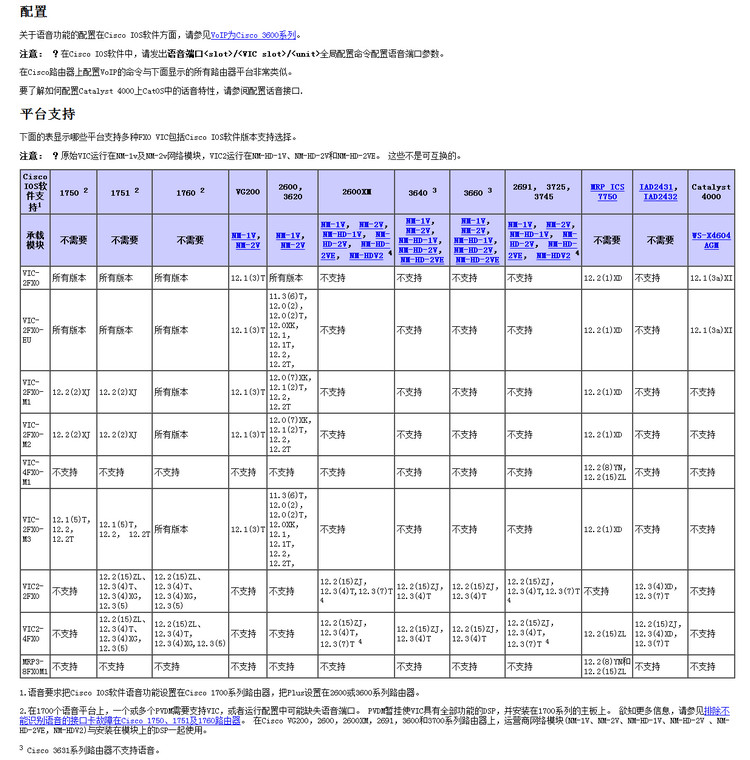 配置
关于语音功能的配置在Cisco IOS软件方面，请参见VoIP为Cisco 3600系列。
注意： ？在Cisco IOS软件中，请发出语音端口<slot>/<VIC slot>/<unit>全局配置命令配置语音端口参数。
在Cisco路由器上配置VoIP的命令与下面显示的所有路由器平台非常类似。
要了解如何配置Catalyst 4000上CatOS中的话音特性，请参阅配置话音接口.
平台支持
下面的表显示哪些平台支持多种FXO VIC包括Cisco IOS软件版本支持选择。
注意： ？原始VIC运行在NM-1v及NM-2v网络模块，VIC2运行在NM-HD-1V、NM-HD-2V和NM-HD-2VE。 这些不是可互换的。
Cisco IOS软件支持1 1750 2 1751 2 1760 2 VG200 2600, 3620 2600XM 3640 3 3660 3 2691, 3725, 3745 MRP ICS 7750 IAD2431, IAD2432 Catalyst 4000
承载模块 不需要 不需要 不需要 NM-1V, NM-2V NM-1V, NM-2V NM-1V, NM-2V, NM-HD-1V, NM-HD-2V, NM-HD-2VE, NM-HDV2 4 NM-1V, NM-2V, NM-HD-1V, NM-HD-2V, NM-HD-2VE NM-1V, NM-2V, NM-HD-1V, NM-HD-2V, NM-HD-2VE NM-1V, NM-2V, NM-HD-1V, NM-HD-2V, NM-HD-2VE, NM-HDV2 4 不需要 不需要 WS-X4604 AGM
VIC-2FXO 所有版本 所有版本 所有版本 12.1(3)T 所有版本 不支持 不支持 不支持 不支持 12.2(1)XD 不支持 12.1(3a)XI
VIC-2FXO-EU 所有版本 所有版本 所有版本 12.1(3)T 11.3(6)T, 12.0(2), 12.0(2)T, 12.0XK, 12.1, 12.1T, 12.2, 12.2T, 不支持 不支持 不支持 不支持 12.2(1)XD 不支持 12.1(3a)XI
VIC-2FXO-M1 12.2(2)XJ 12.2(2)XJ 所有版本 12.1(3)T 12.0(7)XK, 12.1(2)T, 12.2, 12.2T 不支持 不支持 不支持 不支持 12.2(1)XD 不支持 不支持
VIC-2FXO-M2 12.2(2)XJ 12.2(2)XJ 所有版本 12.1(3)T 12.0(7)XK, 12.1(2)T, 12.2, 12.2T 不支持 不支持 不支持 不支持 12.2(1)XD 不支持 不支持
VIC-4FXO-M1 不支持 不支持 不支持 不支持 不支持 不支持 不支持 不支持 不支持 12.2(8)YN, 12.2(15)ZL 不支持 不支持
VIC-2FXO-M3 12.1(5)T, 12.2, 12.2T 12.1(5)T, 12.2, 12.2T 所有版本 12.1(3)T 11.3(6)T, 12.0(2), 12.0(2)T, 12.0XK, 12.1, 12.1T, 12.2, 12.2T, 不支持 不支持 不支持 不支持 12.2(1)XD 不支持 不支持
VIC2-2FXO 不支持 12.2(15)ZL、 12.3(4)T、 12.3(4)XG, 12.3(5) 12.2(15)ZL、 12.3(4)T、 12.3(4)XG, 12.3(5) 不支持 不支持 12.2(15)ZJ, 12.3(4)T,12.3(7)T 4 12.2(15)ZJ, 12.3(4)T 12.2(15)ZJ, 12.3(4)T 12.2(15)ZJ, 12.3(4)T,12.3(7)T 4 不支持 12.3(4)XD, 12.3(7)T 不支持
VIC2-4FXO 不支持 12.2(15)ZL、 12.3(4)T、 12.3(4)XG, 12.3(5) 12.2(15)ZL、 12.3(4)T, 12.3(4)XG,12.3(5) 不支持 不支持 12.2(15)ZJ, 12.3(4)T, 12.3(7)T 4 12.2(15)ZJ, 12.3(4)T 12.2(15)ZJ, 12.3(4)T 12.2(15)ZJ, 12.3(4)T, 12.3(7)T 4 12.2(15)ZL 12.2(15)ZJ, 12.3(4)XD, 12.3(7)T 不支持
MRP3-8FXOM1 不支持 不支持 不支持 不支持 不支持 不支持 不支持 不支持 不支持 12.2(8)YN和12.2(15)ZL 不支持 不支持
1.语音要求把Cisco IOS软件语音功能设置在Cisco 1700系列路由器，把Plus设置在2600或3600系列路由器。
2.在1700个语音平台上，一个或多个PVDM需要支持VIC，或者运行配置中可能缺失语音端口。 PVDM暂挂使VIC具有全部功能的DSP，并安装在1700系列的主板上。 欲知更多信息，请参见排除不
能识别语音的接口卡故障在Cisco 1750、1751及1760路由器。 在Cisco VG200，2600，2600XM，2691，3600和3700系列路由器上，运营商网络模块(NM-1V、NM-2V、NM-HD-1V、NM-HD-2V 、NM-
HD-2VE，NM-HDV2)与安装在模块上的DSP一起使用。
3 Cisco 3631系列路由器不支持语音。